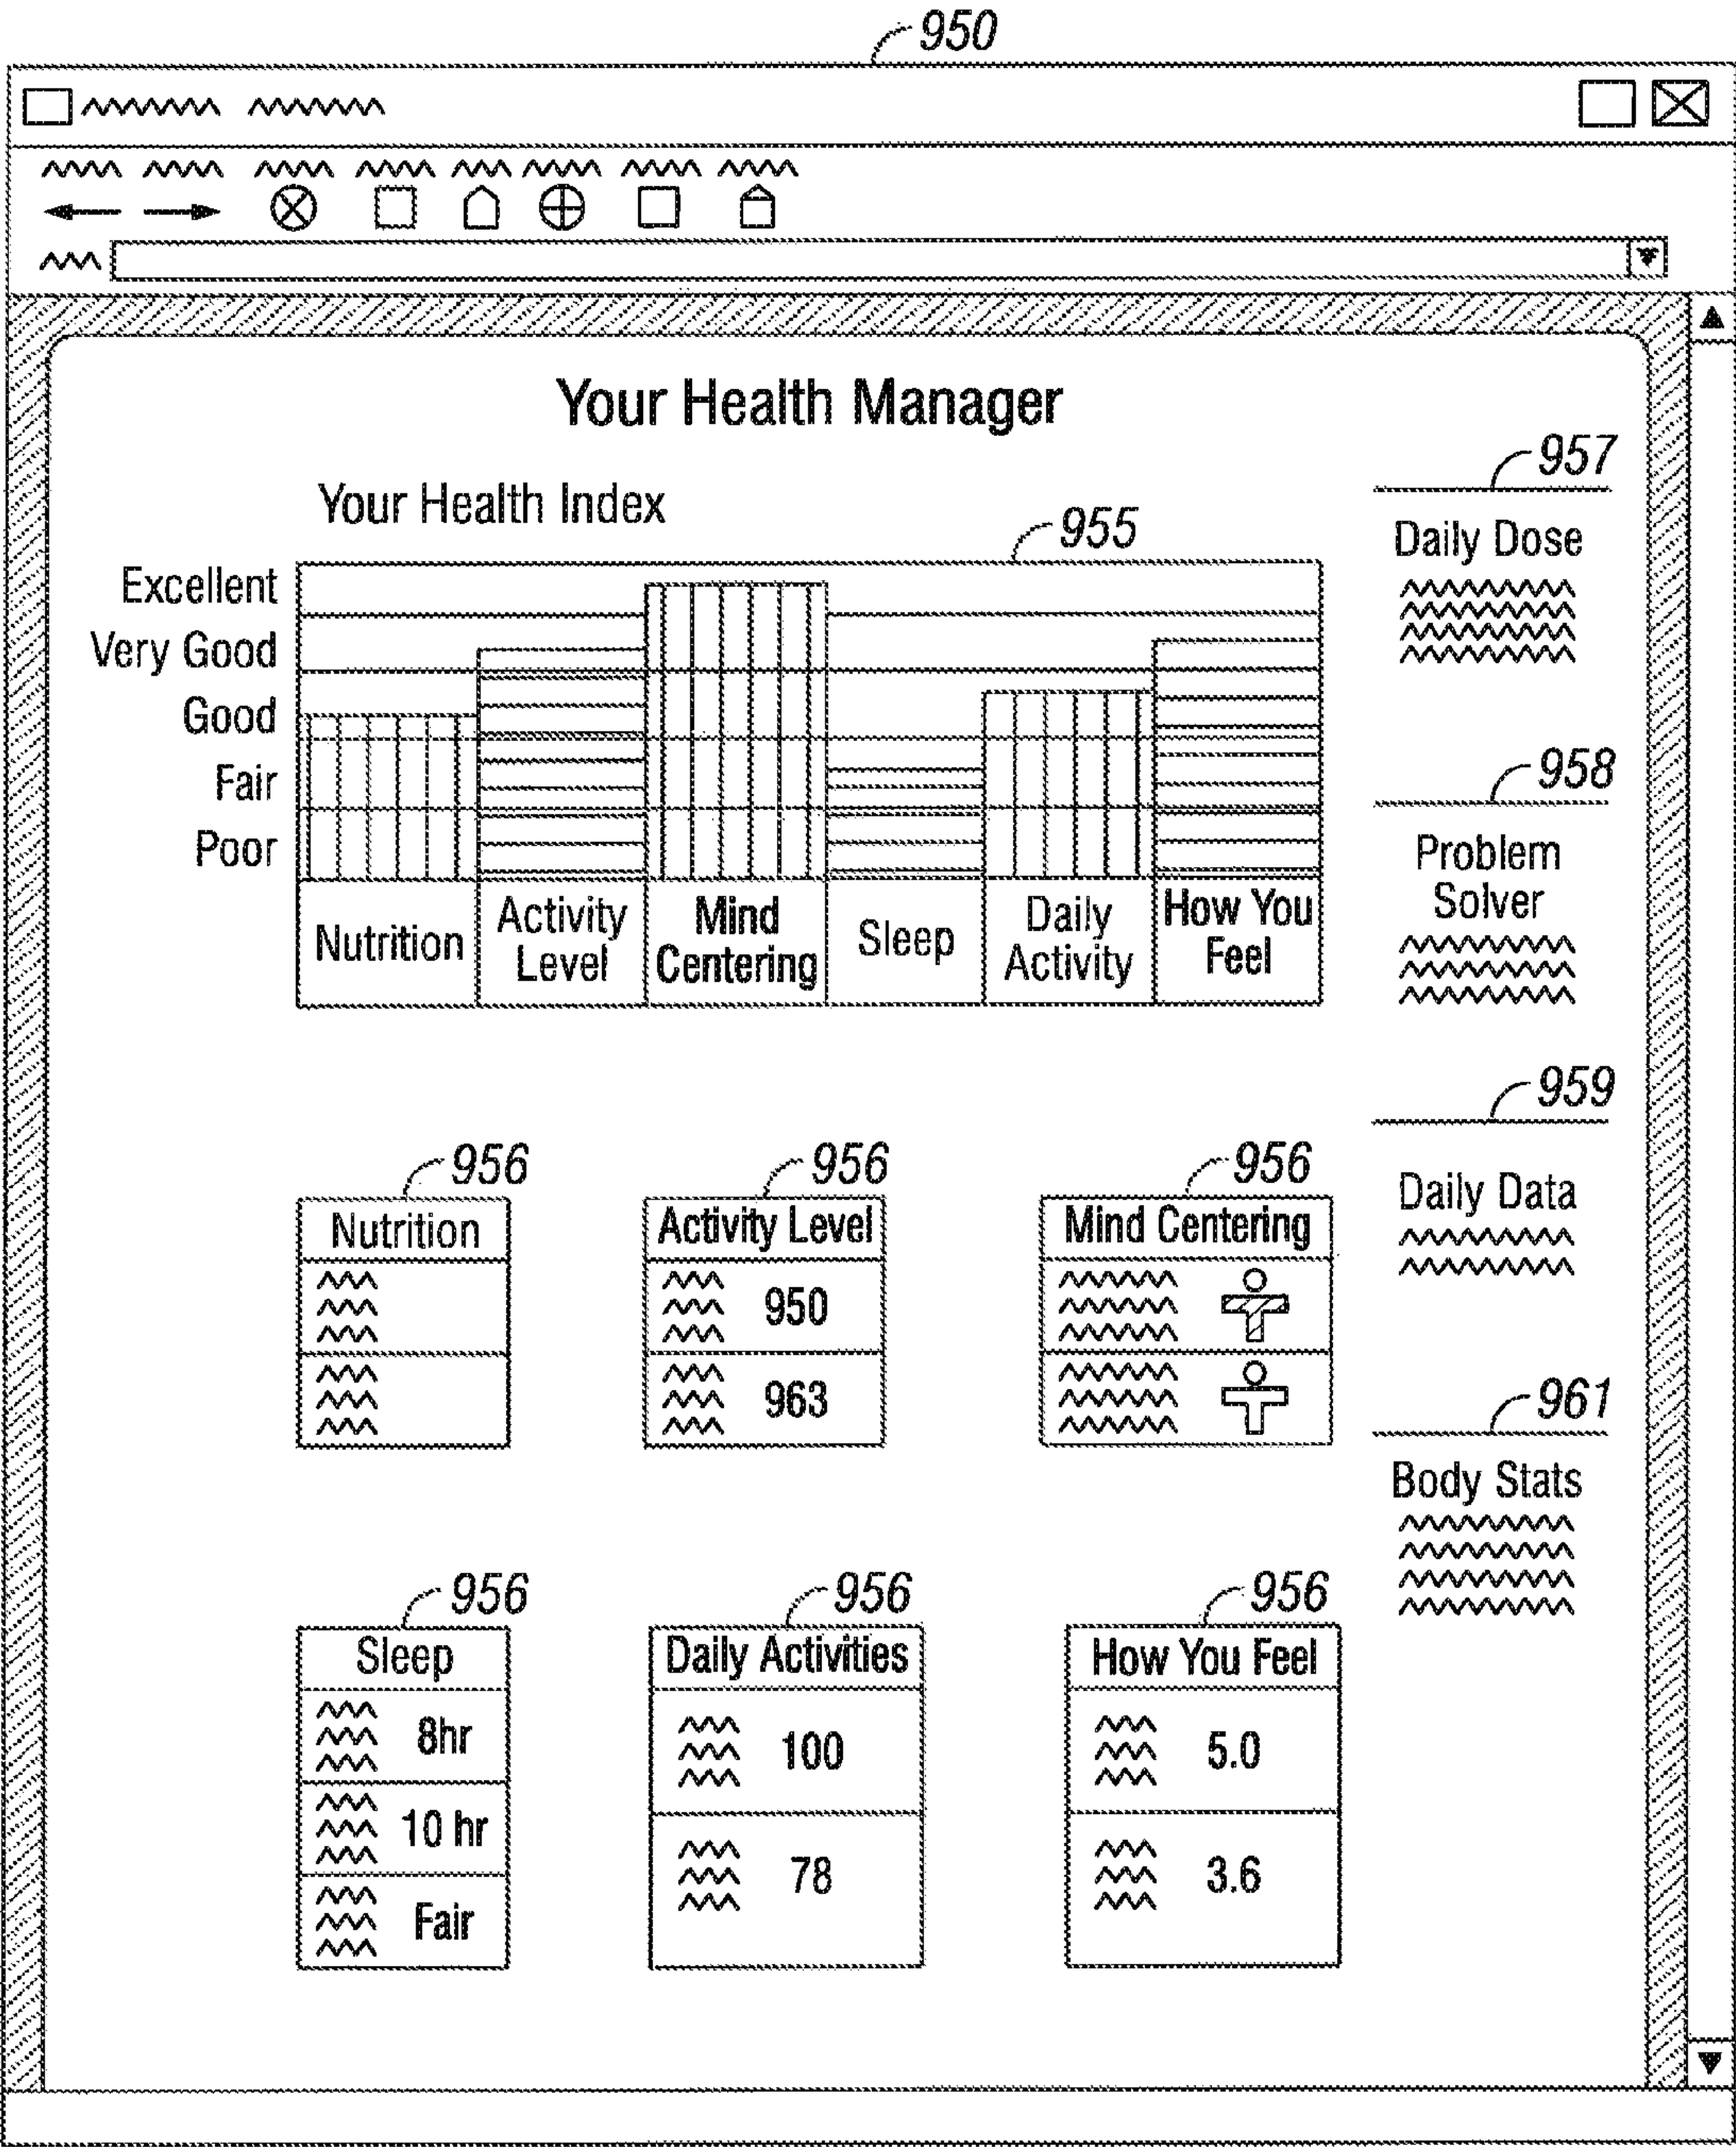 950
Your Health Manager
957
Your Health Index
955
Daily Dose
Excellent
Very Good
Good
Fair
Poor
958
Problem
Solver
Nutrition
Activity
Level
Mind
Centering
Sleep
Daily
Activity
How You
Feel
959
Daily Data
956
956
956
Nutrition
Activity Level
950
963
Mind Centering
961
Body Stats
956
956
956
Sleep
8hr
10 hr
Fair
Daily Activities
100
78
How You Feel
5.0
3.6